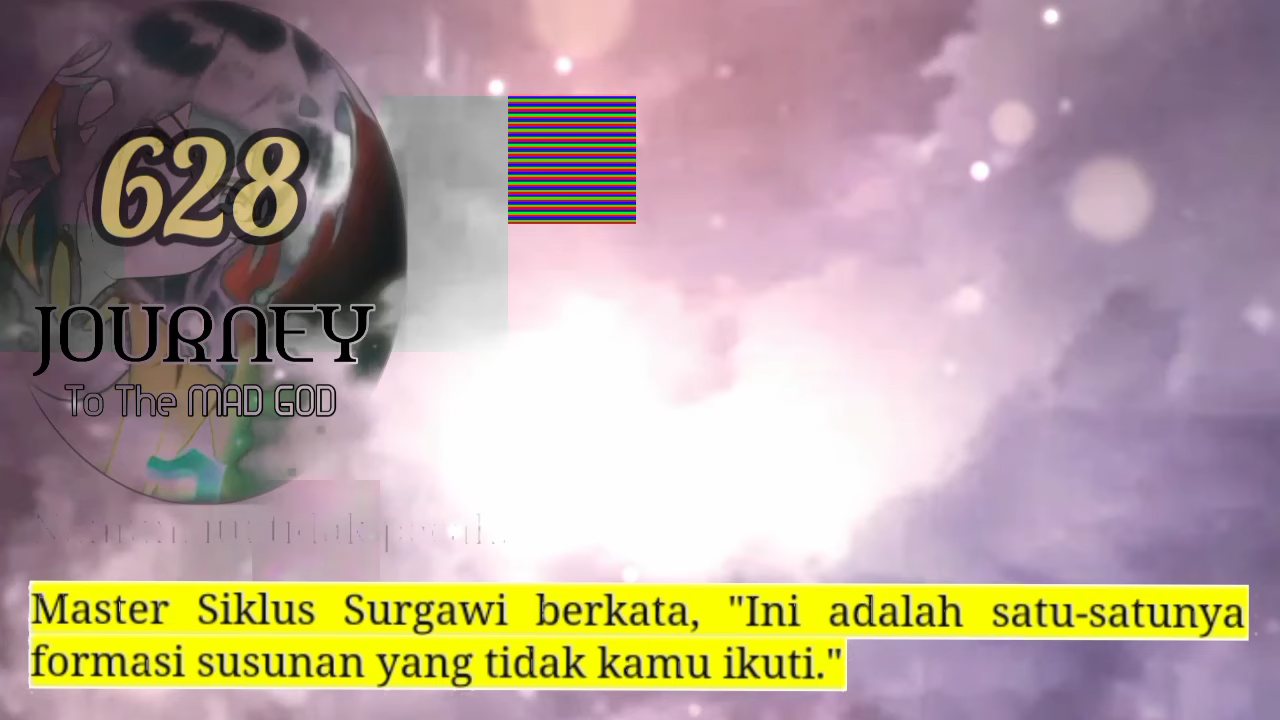 628
JOURNEY
To The MAD GOD
Master Siklus Surgawi berkata, "Ini adalah satu-satunya
formasi susunan yang tidak kamu ikuti."